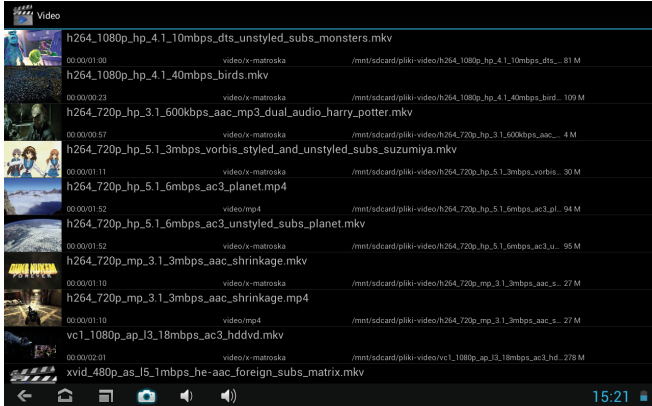 Video
h264_1080p_hp_4.1_10mbps_dts_unstyled_subs_monsters.mkv
00:00/01:00 video/x-matroska /mnt/sdcard/pliki-video/h264_1080p_hp_4.1_10mbps_dts_... 81 M
h264_1080p_hp_4.1_40mbps_birds.mkv
00:00/00:23 video/x-matroska /mnt/sdcard/pliki-video/h264_1080p_hp_4.1_40mbps_bird... 109 M
h264_720p_hp_3.1_600kbps_aac_mp3_dual_audio_harry_potter.mkv
00:00/00:57 video/x-matroska /mnt/sdcard/pliki-video/h264_720p_hp_3.1_600kbps_aac_... 4 M
h264_720p_hp_5.1_3mbps_vorbis_styled_and_unstyled_subs_suzumiya.mkv
00:00/01:11 video/x-matroska /mnt/sdcard/pliki-video/h264_720p_hp_5.1_3mbps_vorbis... 30 M
h264_720p_hp_5.1_6mbps_ac3_planet.mp4
00:00/01:52 video/mp4 /mnt/sdcard/pliki-video/h264_720p_hp_5.1_6mbps_ac3_pl... 94 M
h264_720p_hp_5.1_6mbps_ac3_unstyled_subs_planet.mkv
00:00/01:52 video/x-matroska /mnt/sdcard/pliki-video/h264_720p_hp_5.1_6mbps_ac3_u... 95 M
DUKE NUKEM
FOREVER
h264_720p_mp_3.1_3mbps_aac_shrinkage.mkv
00:00/01:10 video/x-matroska /mnt/sdcard/pliki-video/h264_720p_mp_3.1_3mbps_aac_s... 27 M
h264_720p_mp_3.1_3mbps_aac_shrinkage.mp4
00:00/01:10 video/mp4 /mnt/sdcard/pliki-video/h264_720p_mp_3.1_3mbps_aac_s... 27 M
vc1_1080p_ap_l3_18mbps_ac3_hddvd.mkv
00:00/02:01 video/x-matroska /mnt/sdcard/pliki-video/vc1_1080p_ap_l3_18mbps_ac3_hd... 278 M
xvid_480p_as_l5_1mbps_he-aac_foreign_subs_matrix.mkv
15:21